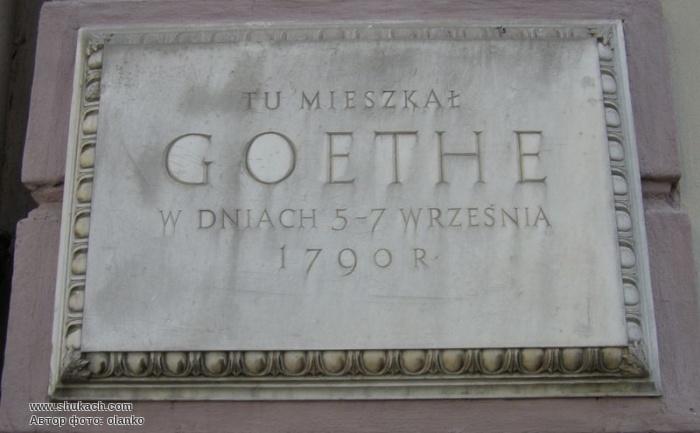 TU MIESZKAŁ
GOETHE
W DNIACH 5-7 WRZEŚNIA
1790 R·
www.shukach.com
Автор фото: olanko